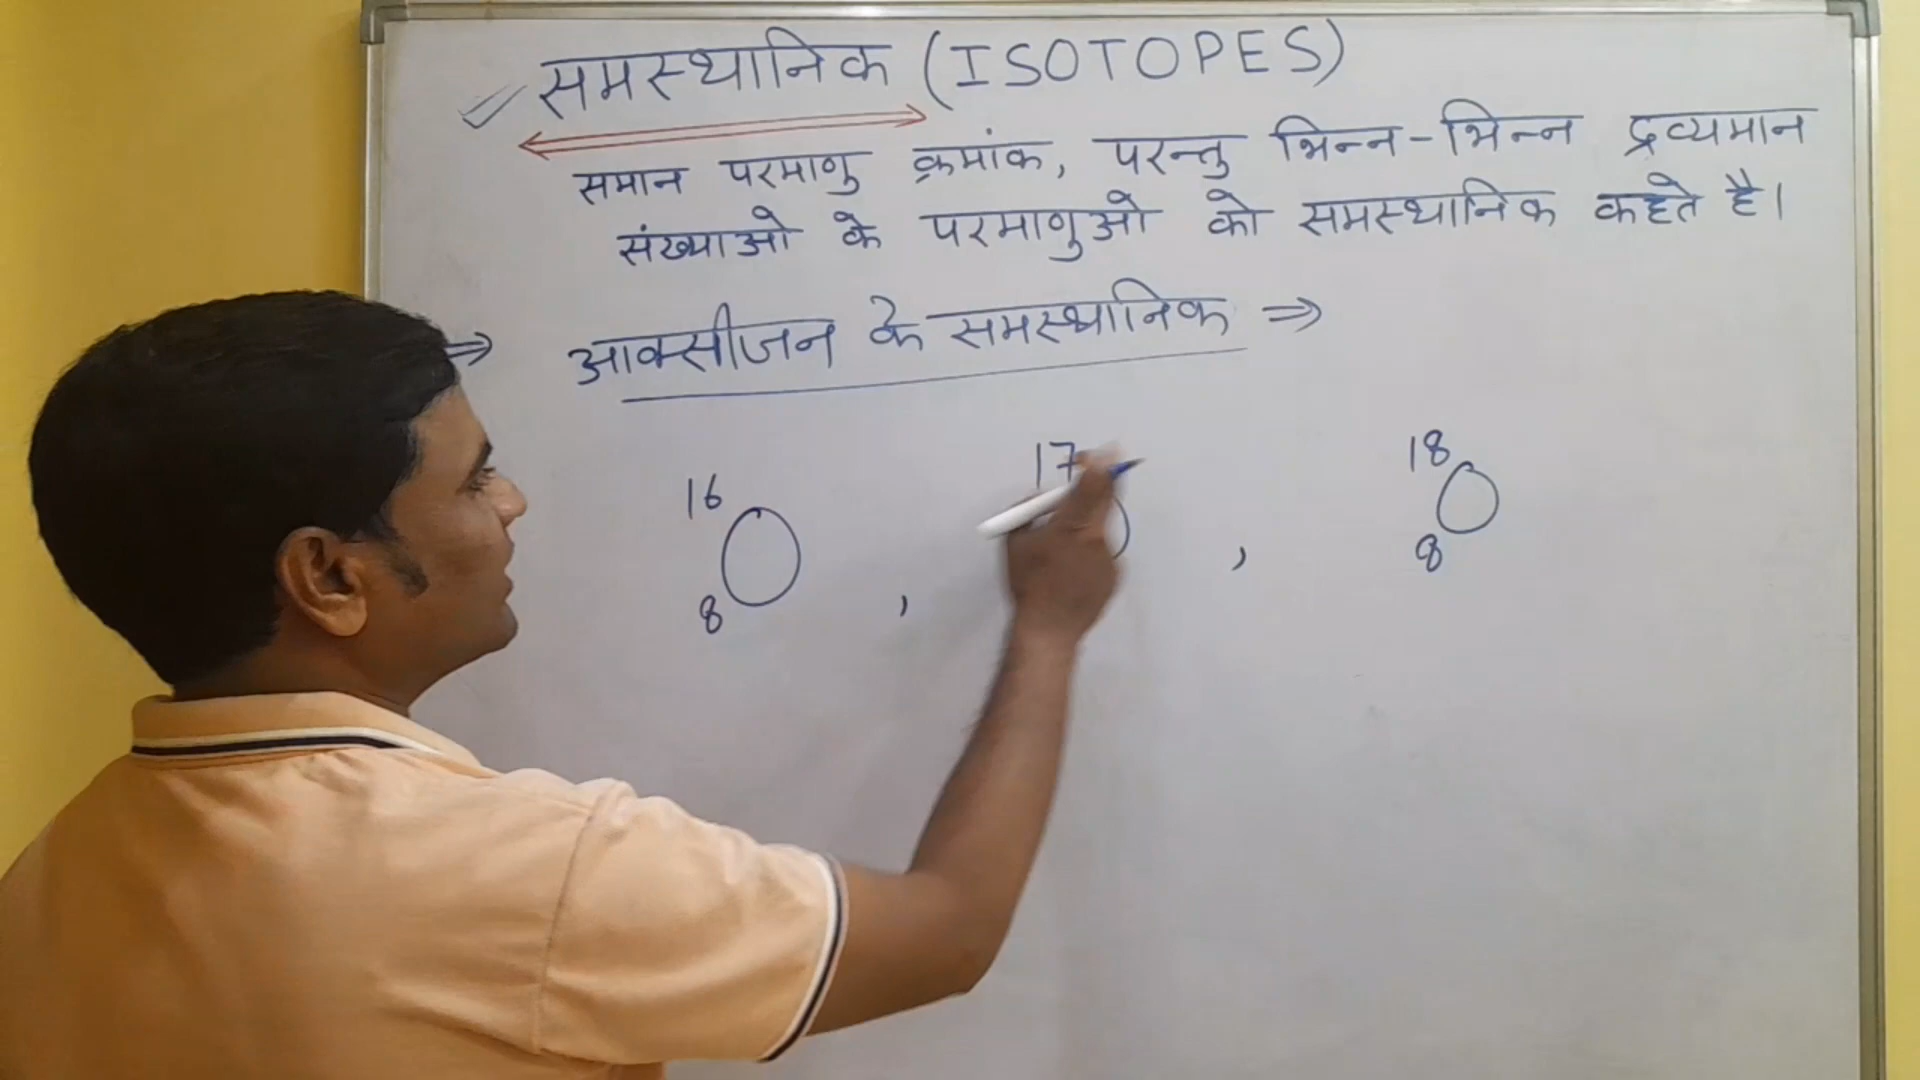 समस्थानिक (ISOTOPES)
समान परमाणु क्रमांक, परन्तु भिन्न-भिन्न द्रव्यमान
संख्याओ के परमाणुओ को समस्थानिक कहते है।
⇒ आक्सीजन के समस्थानिक ⇒
16 17 18
O , , O
8 8